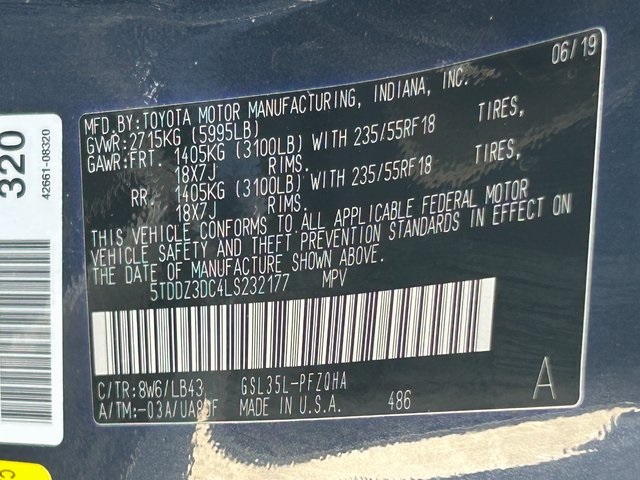 06/19
MFD.BY:TOYOTA MOTOR MANUFACTURING, INDIANA, INC.
GVWR:2715KG (5995LB)
GAWR:FRT. 1405KG (3100LB) WITH 235/55RF18 TIRES,
18X7J RIMS.
RR. 1405KG (3100LB) WITH 235/55RF18 TIRES,
18X7J RIMS.
THIS VEHICLE CONFORMS TO ALL APPLICABLE FEDERAL MOTOR
VEHICLE SAFETY AND THEFT PREVENTION STANDARDS IN EFFECT ON
THE DATE OF MANUFACTURE SHOWN ABOVE.
5TDDZ3DC4LS232177 MPV
C/TR:8W6/LB43 GSL35L-PFZQHA
A/TM:-03A/ MADE IN U.S.A. 486
A
320
42661-08320